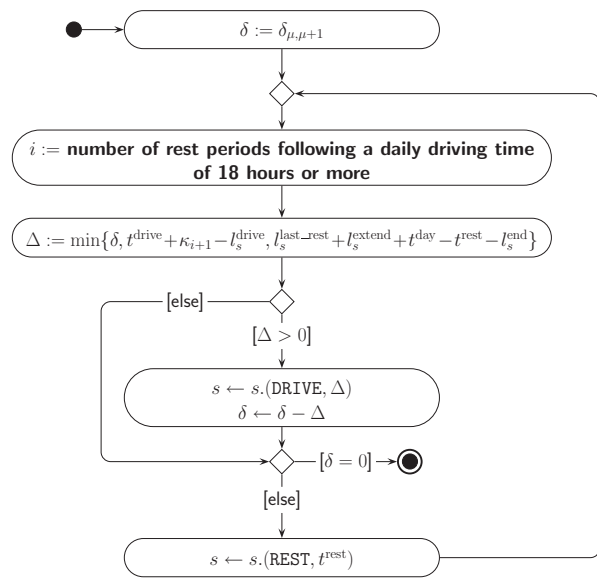 δ := δμ,μ+1
i := number of rest periods following a daily driving time
of 18 hours or more
Δ := min{δ, t^drive + κ_{i+1} − l_s^drive, l_s^last_rest + l_s^extend + t^day − t^rest − l_s^end}
[else]
[Δ > 0]
s ← s.(DRIVE, Δ)
δ ← δ − Δ
[δ = 0]
[else]
s ← s.(REST, t^rest)